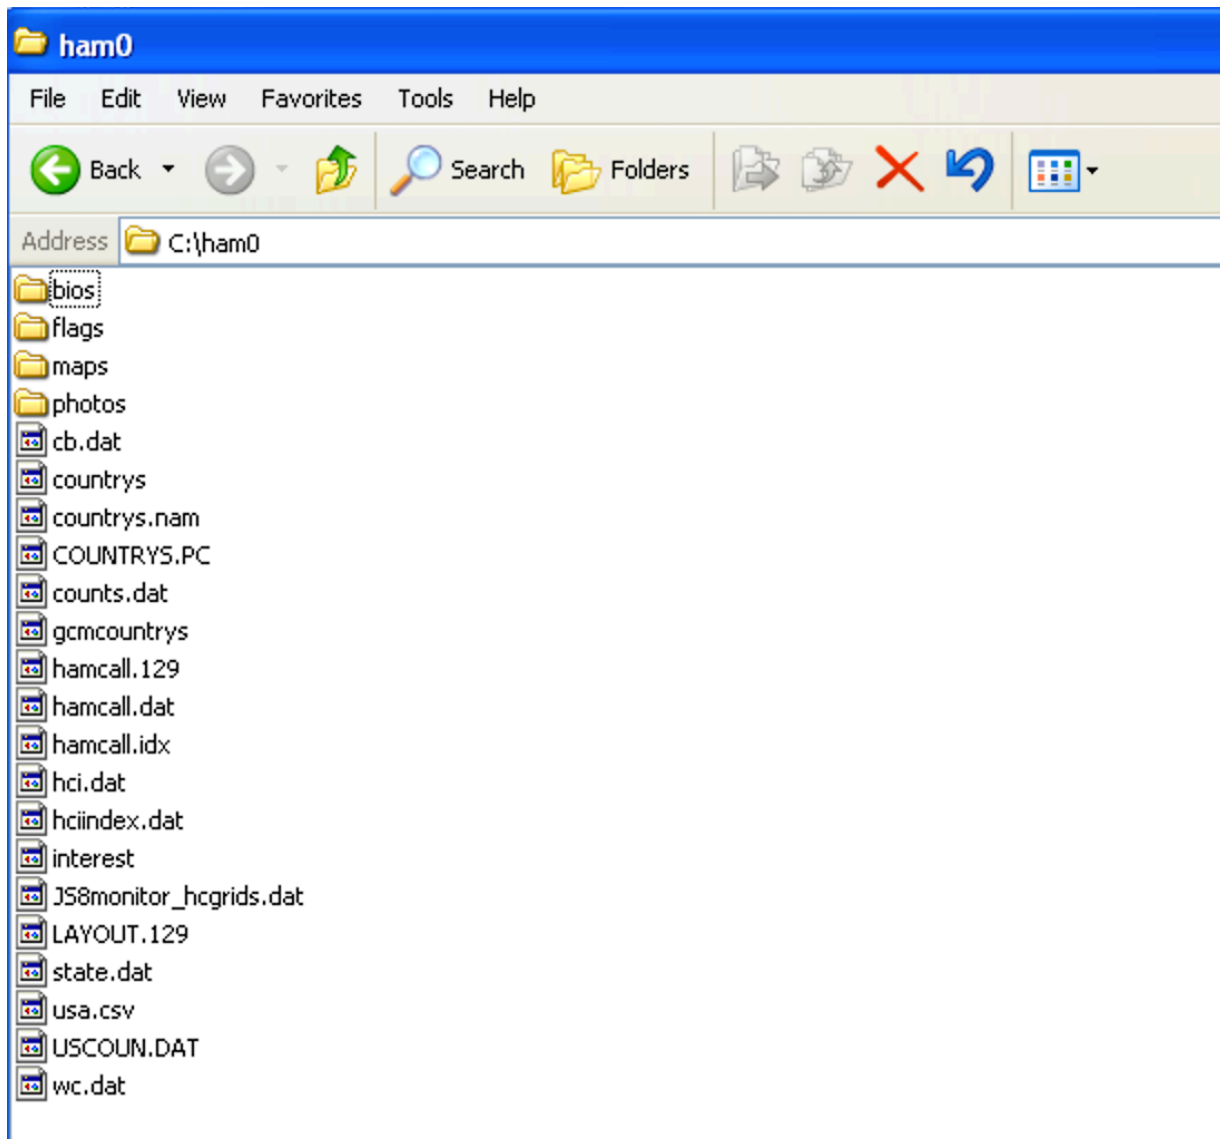 ham0
File Edit View Favorites Tools Help
Back Search Folders
Address C:\ham0
bios
flags
maps
photos
cb.dat
countrys
countrys.nam
COUNTRYS.PC
counts.dat
gcmcountrys
hamcall.129
hamcall.dat
hamcall.idx
hci.dat
hciindex.dat
interest
JS8monitor_hcgrids.dat
LAYOUT.129
state.dat
usa.csv
USCOUN.DAT
wc.dat